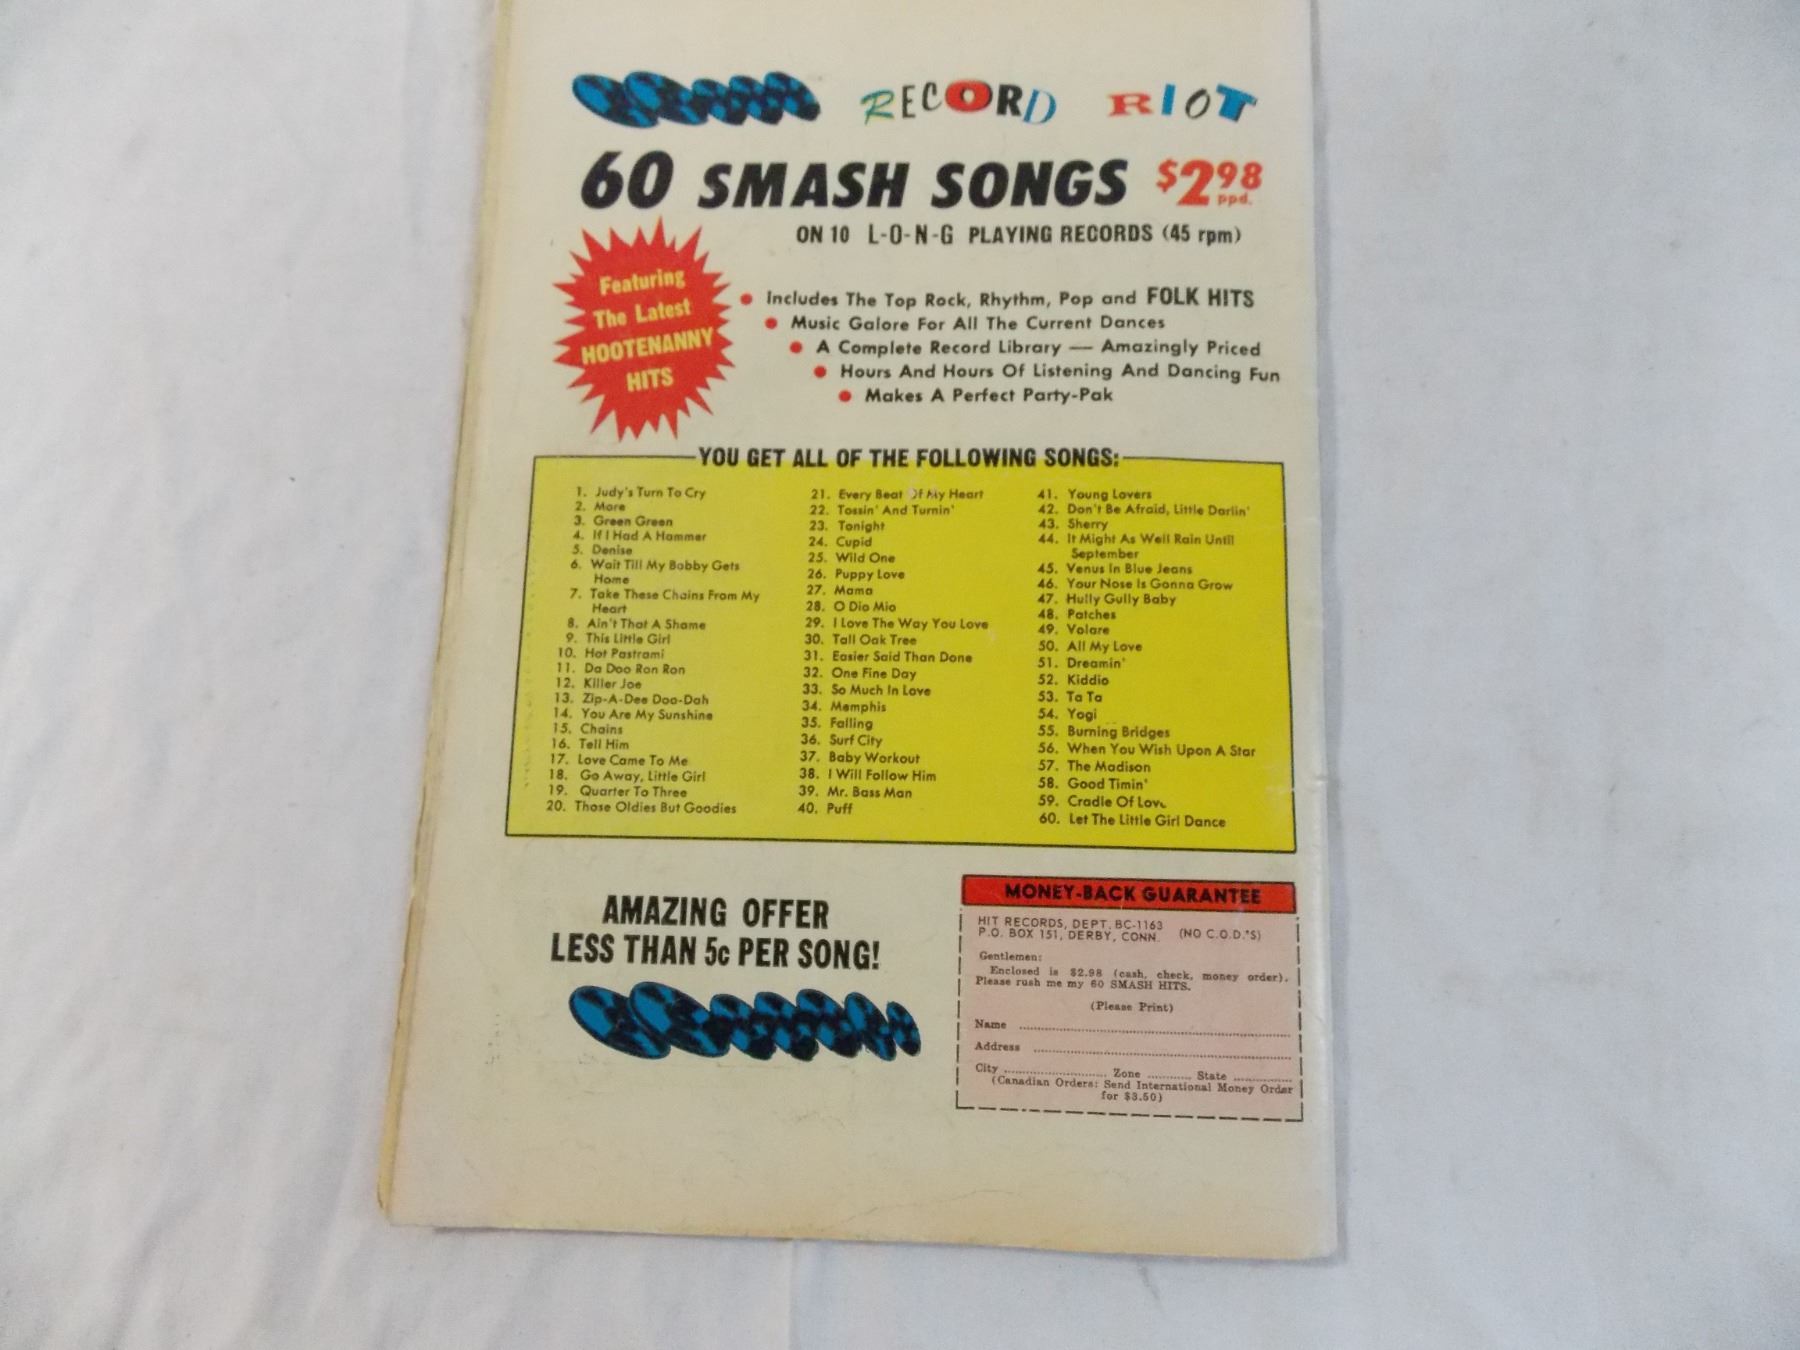 RECORD RIOT
60 SMASH SONGS $2.98 ppd.
ON 10 L-O-N-G PLAYING RECORDS (45 rpm)
Featuring
The Latest
HOOTENANNY
HITS
• Includes The Top Rock, Rhythm, Pop and FOLK HITS
• Music Galore For All The Current Dances
• A Complete Record Library — Amazingly Priced
• Hours And Hours Of Listening And Dancing Fun
• Makes A Perfect Party-Pak
YOU GET ALL OF THE FOLLOWING SONGS:
1. Judy's Turn To Cry
2. More
3. Green Green
4. If I Had A Hammer
5. Denise
6. Wait Till My Bobby Gets
Home
7. Take These Chains From My
Heart
8. Ain't That A Shame
9. This Little Girl
10. Hot Pastrami
11. Da Doo Ron Ron
12. Killer Joe
13. Zip-A-Dee Doo-Dah
14. You Are My Sunshine
15. Chains
16. Tell Him
17. Love Came To Me
18. Go Away, Little Girl
19. Quarter To Three
20. Those Oldies But Goodies
21. Every Beat Of My Heart
22. Tossin' And Turnin'
23. Tonight
24. Cupid
25. Wild One
26. Puppy Love
27. Mama
28. O Dio Mio
29. I Love The Way You Love
30. Tall Oak Tree
31. Easier Said Than Done
32. One Fine Day
33. So Much In Love
34. Memphis
35. Falling
36. Surf City
37. Baby Workout
38. I Will Follow Him
39. Mr. Bass Man
40. Puff
41. Young Lovers
42. Don't Be Afraid, Little Darlin'
43. Sherry
44. It Might As Well Rain Until
September
45. Venus In Blue Jeans
46. Your Nose Is Gonna Grow
47. Hully Gully Baby
48. Patches
49. Volare
50. All My Love
51. Dreamin'
52. Kiddio
53. Ta Ta
54. Yogi
55. Burning Bridges
56. When You Wish Upon A Star
57. The Madison
58. Good Timin'
59. Cradle Of Love
60. Let The Little Girl Dance
AMAZING OFFER
LESS THAN 5c PER SONG!
MONEY-BACK GUARANTEE
HIT RECORDS, DEPT. BC-1163
P.O. BOX 151, DERBY, CONN. (NO C.O.D.'S)
Gentlemen:
Enclosed is $2.98 (cash, check, money order).
Please rush me my 60 SMASH HITS.
(Please Print)
Name
Address
City Zone State
(Canadian Orders: Send International Money Order
for $3.50)